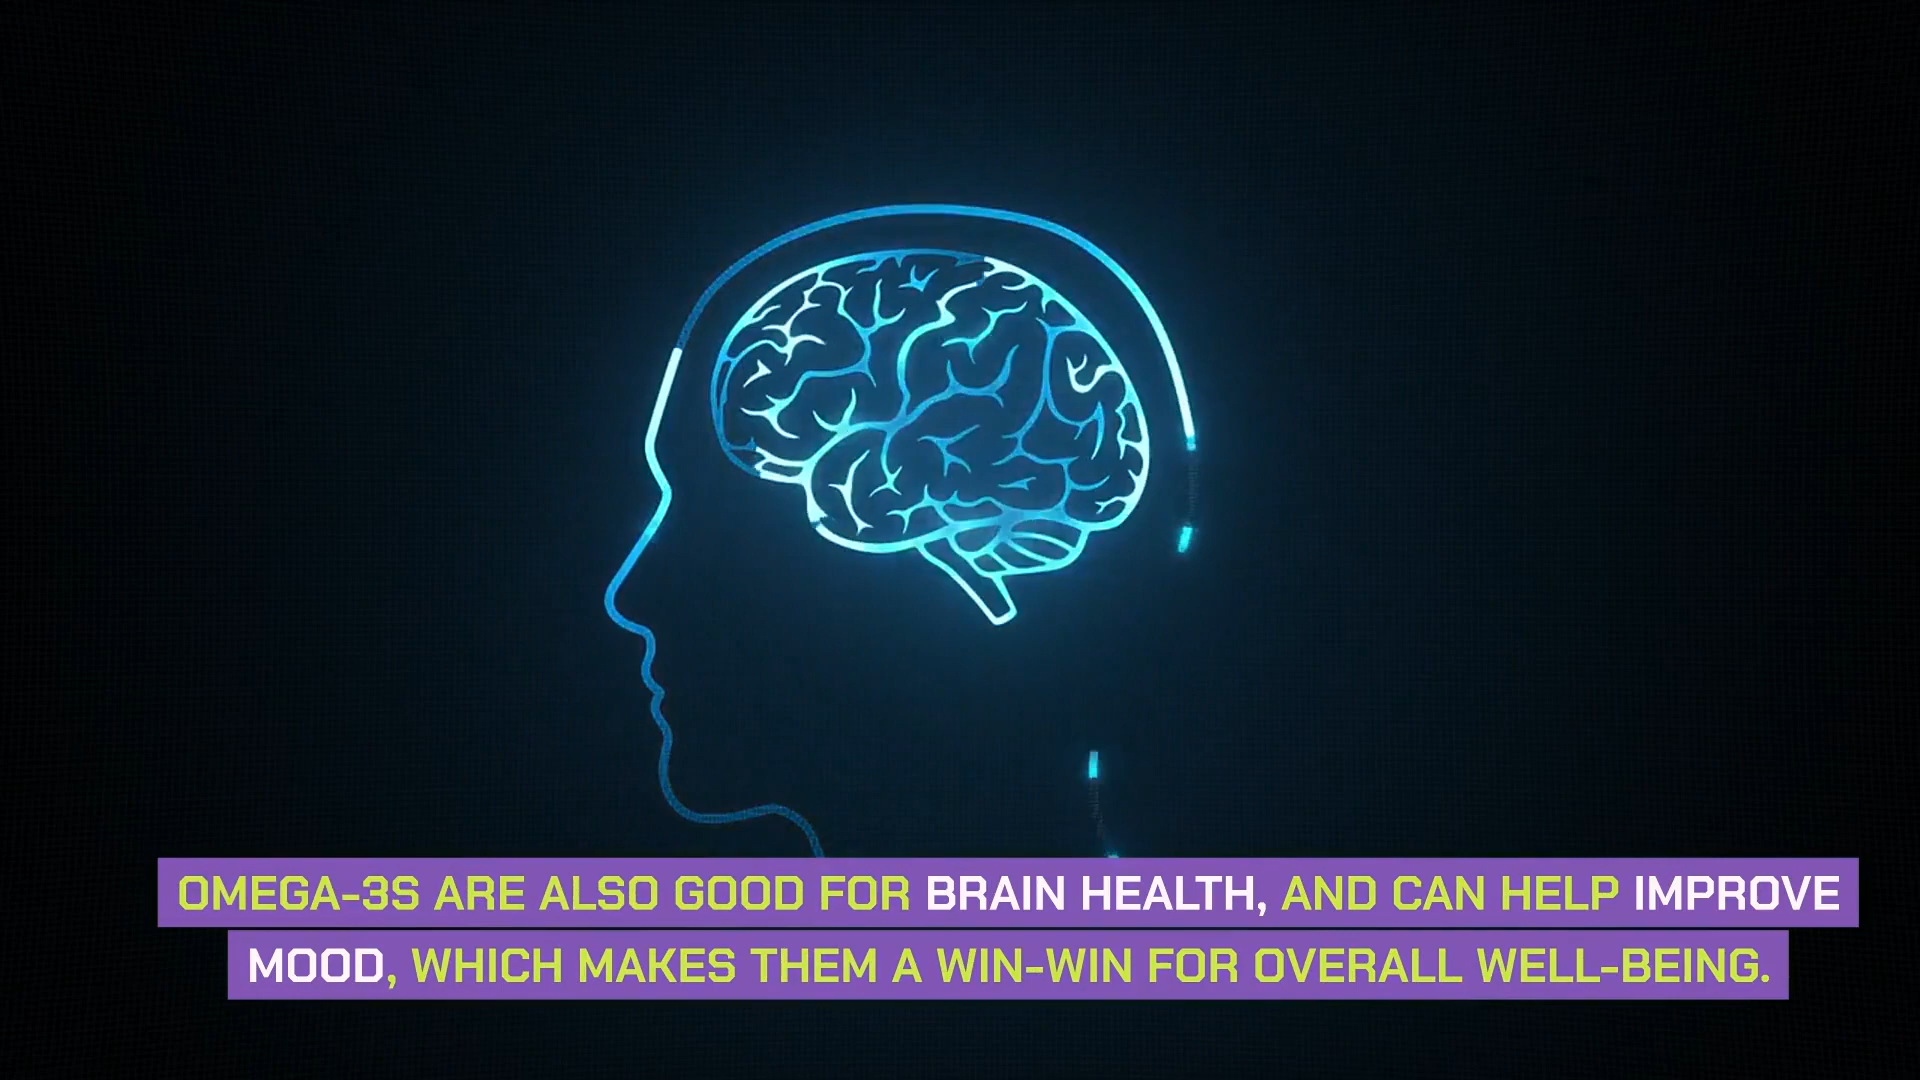 OMEGA-3S ARE ALSO GOOD FOR BRAIN HEALTH, AND CAN HELP IMPROVE
MOOD, WHICH MAKES THEM A WIN-WIN FOR OVERALL WELL-BEING.